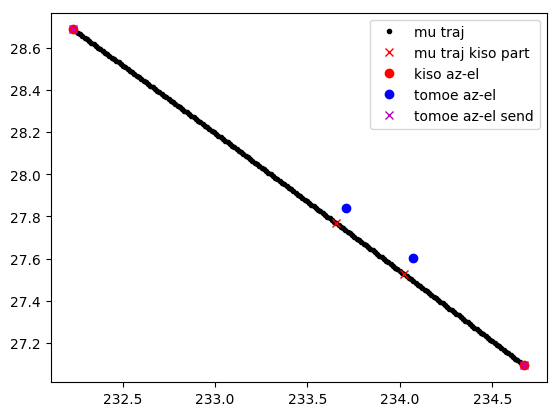 28.6
28.4
28.2
28.0
27.8
27.6
27.4
27.2
232.5 233.0 233.5 234.0 234.5
mu traj
mu traj kiso part
kiso az-el
tomoe az-el
tomoe az-el send